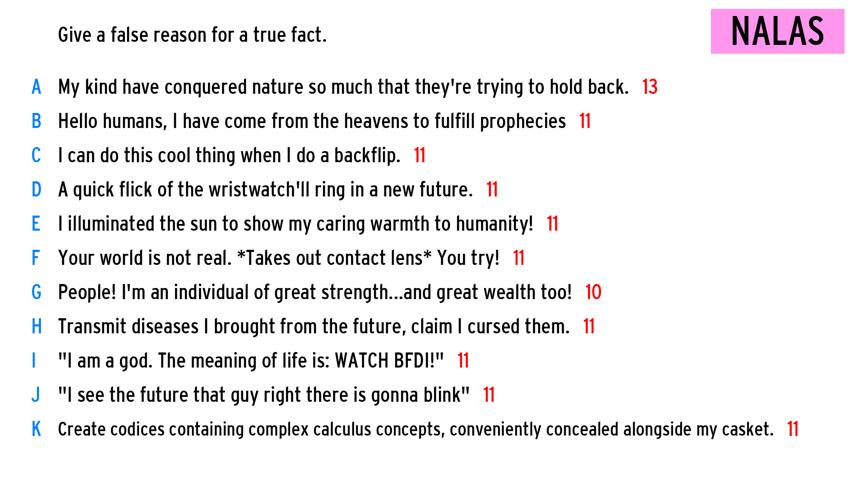 Give a false reason for a true fact.
NALAS
A My kind have conquered nature so much that they're trying to hold back. 13
B Hello humans, I have come from the heavens to fulfill prophecies 11
C I can do this cool thing when I do a backflip. 11
D A quick flick of the wristwatch'll ring in a new future. 11
E I illuminated the sun to show my caring warmth to humanity! 11
F Your world is not real. *Takes out contact lens* You try! 11
G People! I'm an individual of great strength...and great wealth too! 10
H Transmit diseases I brought from the future, claim I cursed them. 11
I "I am a god. The meaning of life is: WATCH BFDI!" 11
J "I see the future that guy right there is gonna blink" 11
K Create codices containing complex calculus concepts, conveniently concealed alongside my casket. 11